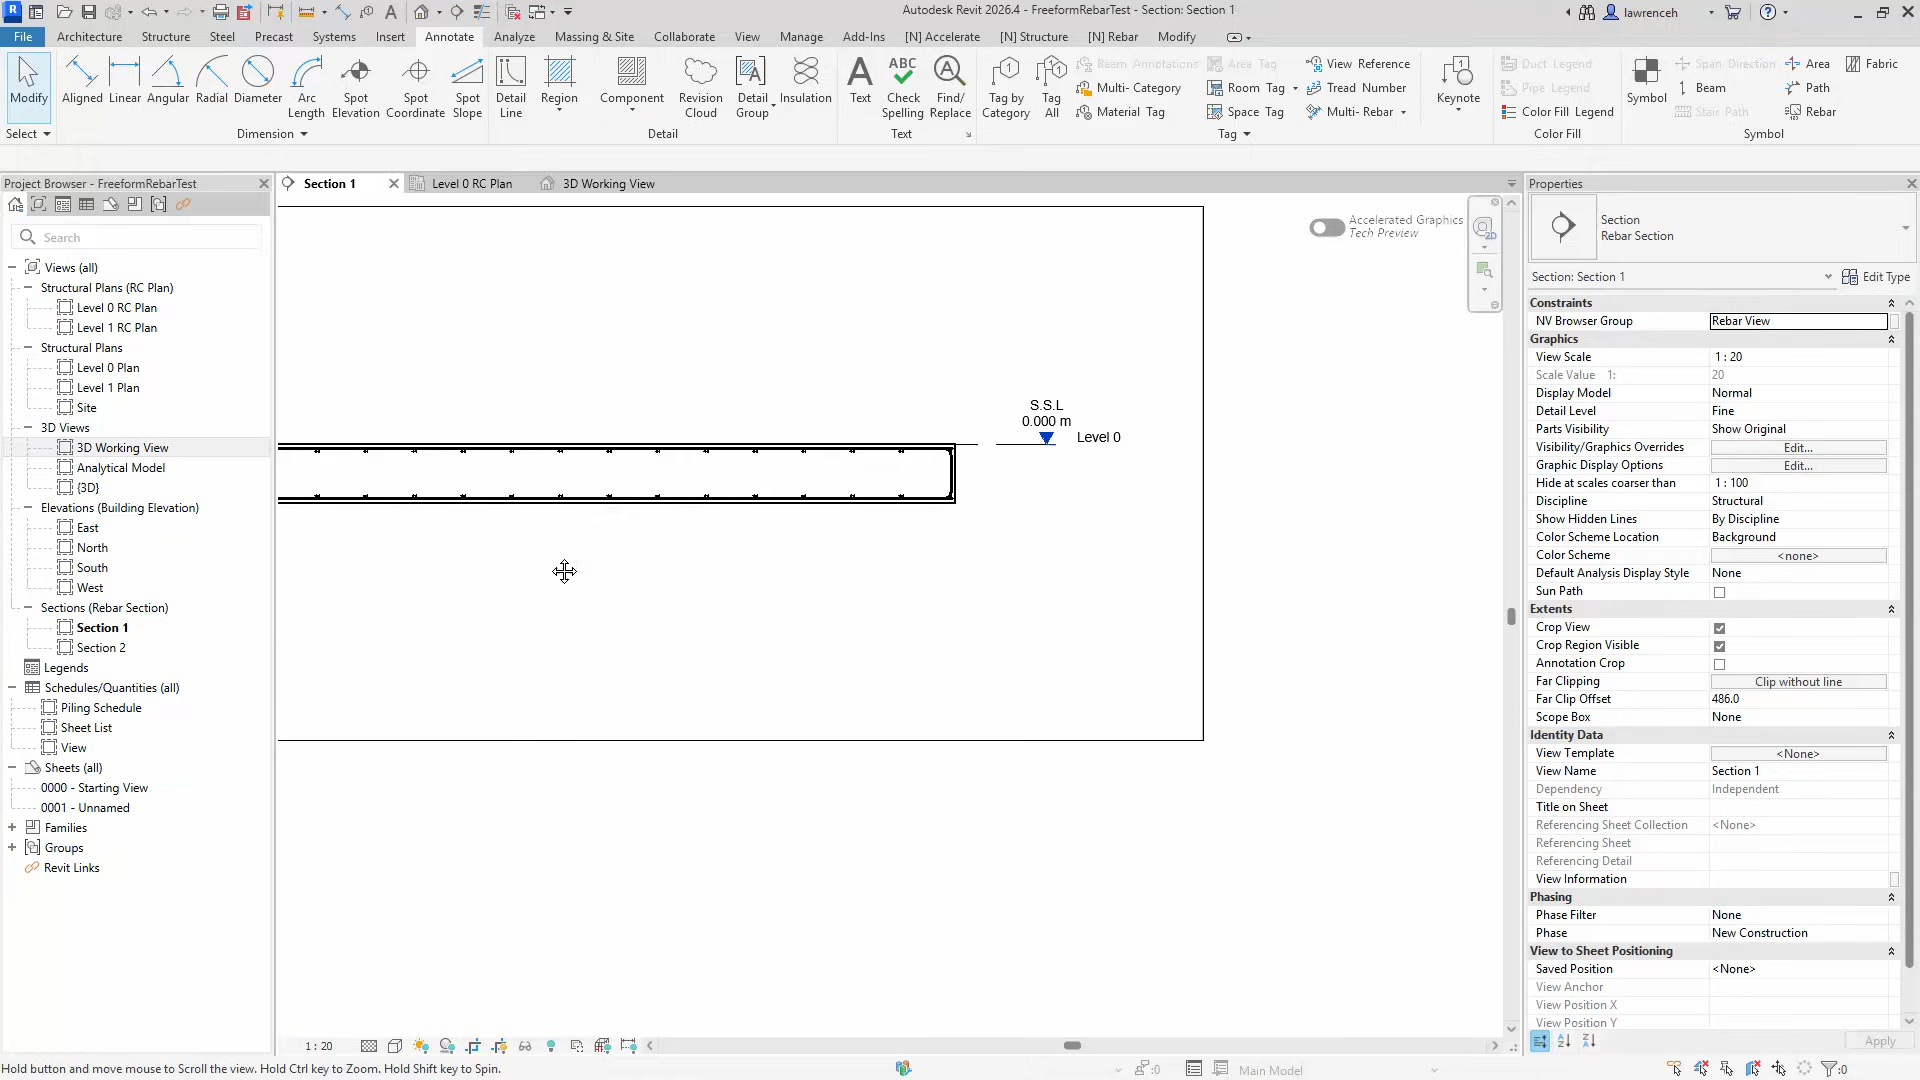 Autodesk Revit 2026.4 - FreeformRebarTest - Section: Section 1
lawrenceh
File
Architecture
Structure
Steel
Precast
Systems
Insert
Annotate
Analyze
Massing & Site
Collaborate
View
Manage
Add-Ins
[N] Accelerate
[N] Structure
[N] Rebar
Modify
Modify
Aligned
Linear
Angular
Radial
Diameter
Arc
Length
Spot
Elevation
Spot
Coordinate
Spot
Slope
Detail
Line
Region
Component
Revision
Cloud
Detail
Group
Insulation
Text
ABC
Check
Spelling
Find/
Replace
Tag by
Category
Tag
All
Beam Annotations
Multi- Category
Material Tag
Area Tag
Room Tag
Space Tag
View Reference
Tread Number
Multi- Rebar
Keynote
Duct Legend
Pipe Legend
Color Fill Legend
Symbol
Span Direction
Beam
Stair Path
Area
Path
Rebar
Fabric
Select
Dimension
Detail
Text
Tag
Color Fill
Symbol
Project Browser - FreeformRebarTest
Search
Views (all)
Structural Plans (RC Plan)
Level 0 RC Plan
Level 1 RC Plan
Structural Plans
Level 0 Plan
Level 1 Plan
Site
3D Views
3D Working View
Analytical Model
{3D}
Elevations (Building Elevation)
East
North
South
West
Sections (Rebar Section)
Section 1
Section 2
Legends
Schedules/Quantities (all)
Piling Schedule
Sheet List
View
Sheets (all)
0000 - Starting View
0001 - Unnamed
Families
Groups
Revit Links
Section 1
Level 0 RC Plan
3D Working View
Accelerated Graphics
Tech Preview
2D
S.S.L
0.000 m
Level 0
1 : 20
Properties
Section
Rebar Section
Section: Section 1
Edit Type
Constraints
NV Browser Group Rebar View
Graphics
View Scale 1 : 20
Scale Value 1: 20
Display Model Normal
Detail Level Fine
Parts Visibility Show Original
Visibility/Graphics Overrides Edit...
Graphic Display Options Edit...
Hide at scales coarser than 1 : 100
Discipline Structural
Show Hidden Lines By Discipline
Color Scheme Location Background
Color Scheme <none>
Default Analysis Display Style None
Sun Path
Extents
Crop View
Crop Region Visible
Annotation Crop
Far Clipping Clip without line
Far Clip Offset 486.0
Scope Box None
Identity Data
View Template <None>
View Name Section 1
Dependency Independent
Title on Sheet
Referencing Sheet Collection <None>
Referencing Sheet
Referencing Detail
View Information
Phasing
Phase Filter None
Phase New Construction
View to Sheet Positioning
Saved Position <None>
View Anchor
View Position X
View Position Y
Apply
Hold button and move mouse to Scroll the view. Hold Ctrl key to Zoom. Hold Shift key to Spin.
:0
Main Model
:0